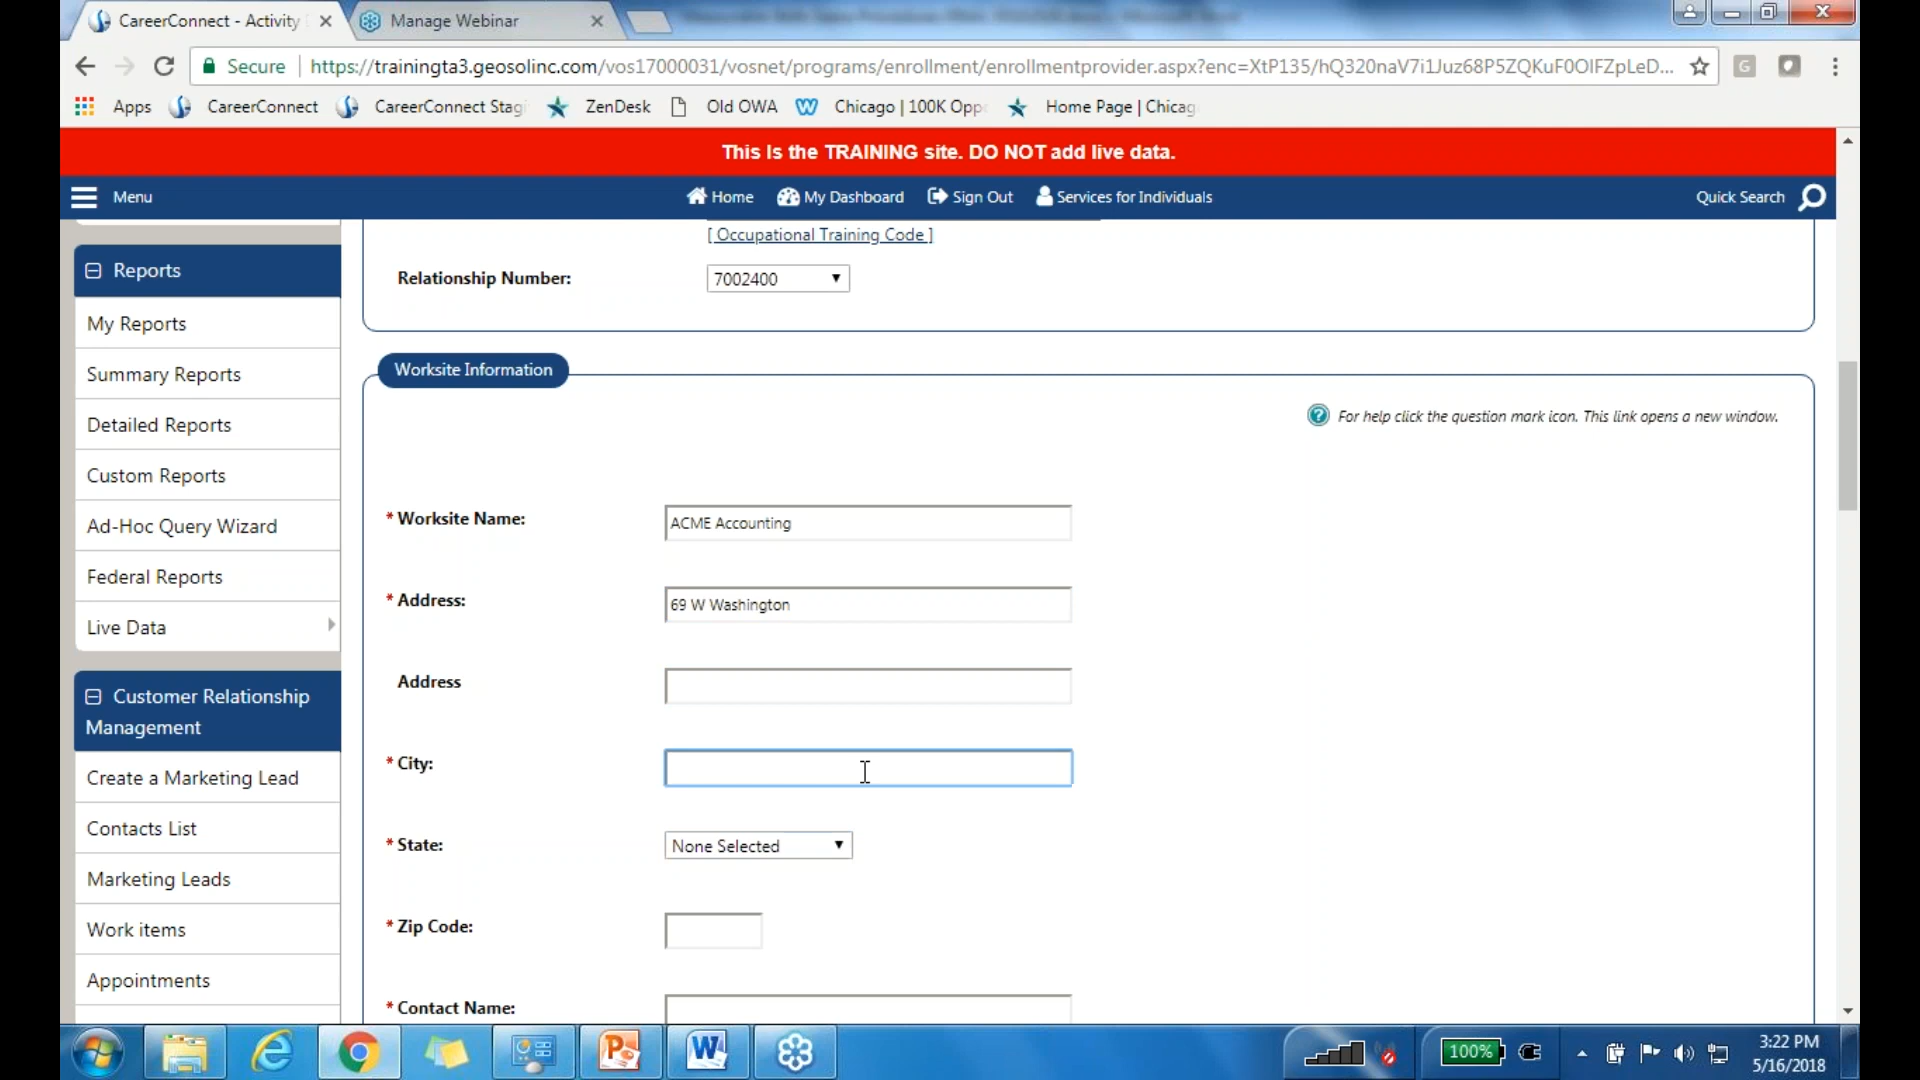 CareerConnect - Activity
Manage Webinar
Secure
https://trainingta3.geosolinc.com/vos17000031/vosnet/programs/enrollment/enrollmentprovider.aspx?enc=XtP135/hQ320naV7i1Juz68P5ZQKuF0OIFZpLeD...
Apps
CareerConnect
CareerConnect Stagi
ZenDesk
Old OWA
Chicago | 100K Oppo
Home Page | Chicag
This Is the TRAINING site. DO NOT add live data.
Menu
Home
My Dashboard
Sign Out
Services for Individuals
Quick Search
Reports
My Reports
Summary Reports
Detailed Reports
Custom Reports
Ad-Hoc Query Wizard
Federal Reports
Live Data
Customer Relationship
Management
Create a Marketing Lead
Contacts List
Marketing Leads
Work items
Appointments
[ Occupational Training Code ]
Relationship Number:
7002400
Worksite Information
For help click the question mark icon. This link opens a new window.
* Worksite Name:
ACME Accounting
* Address:
69 W Washington
Address
* City:
* State:
None Selected
* Zip Code:
* Contact Name:
100%
3:22 PM
5/16/2018